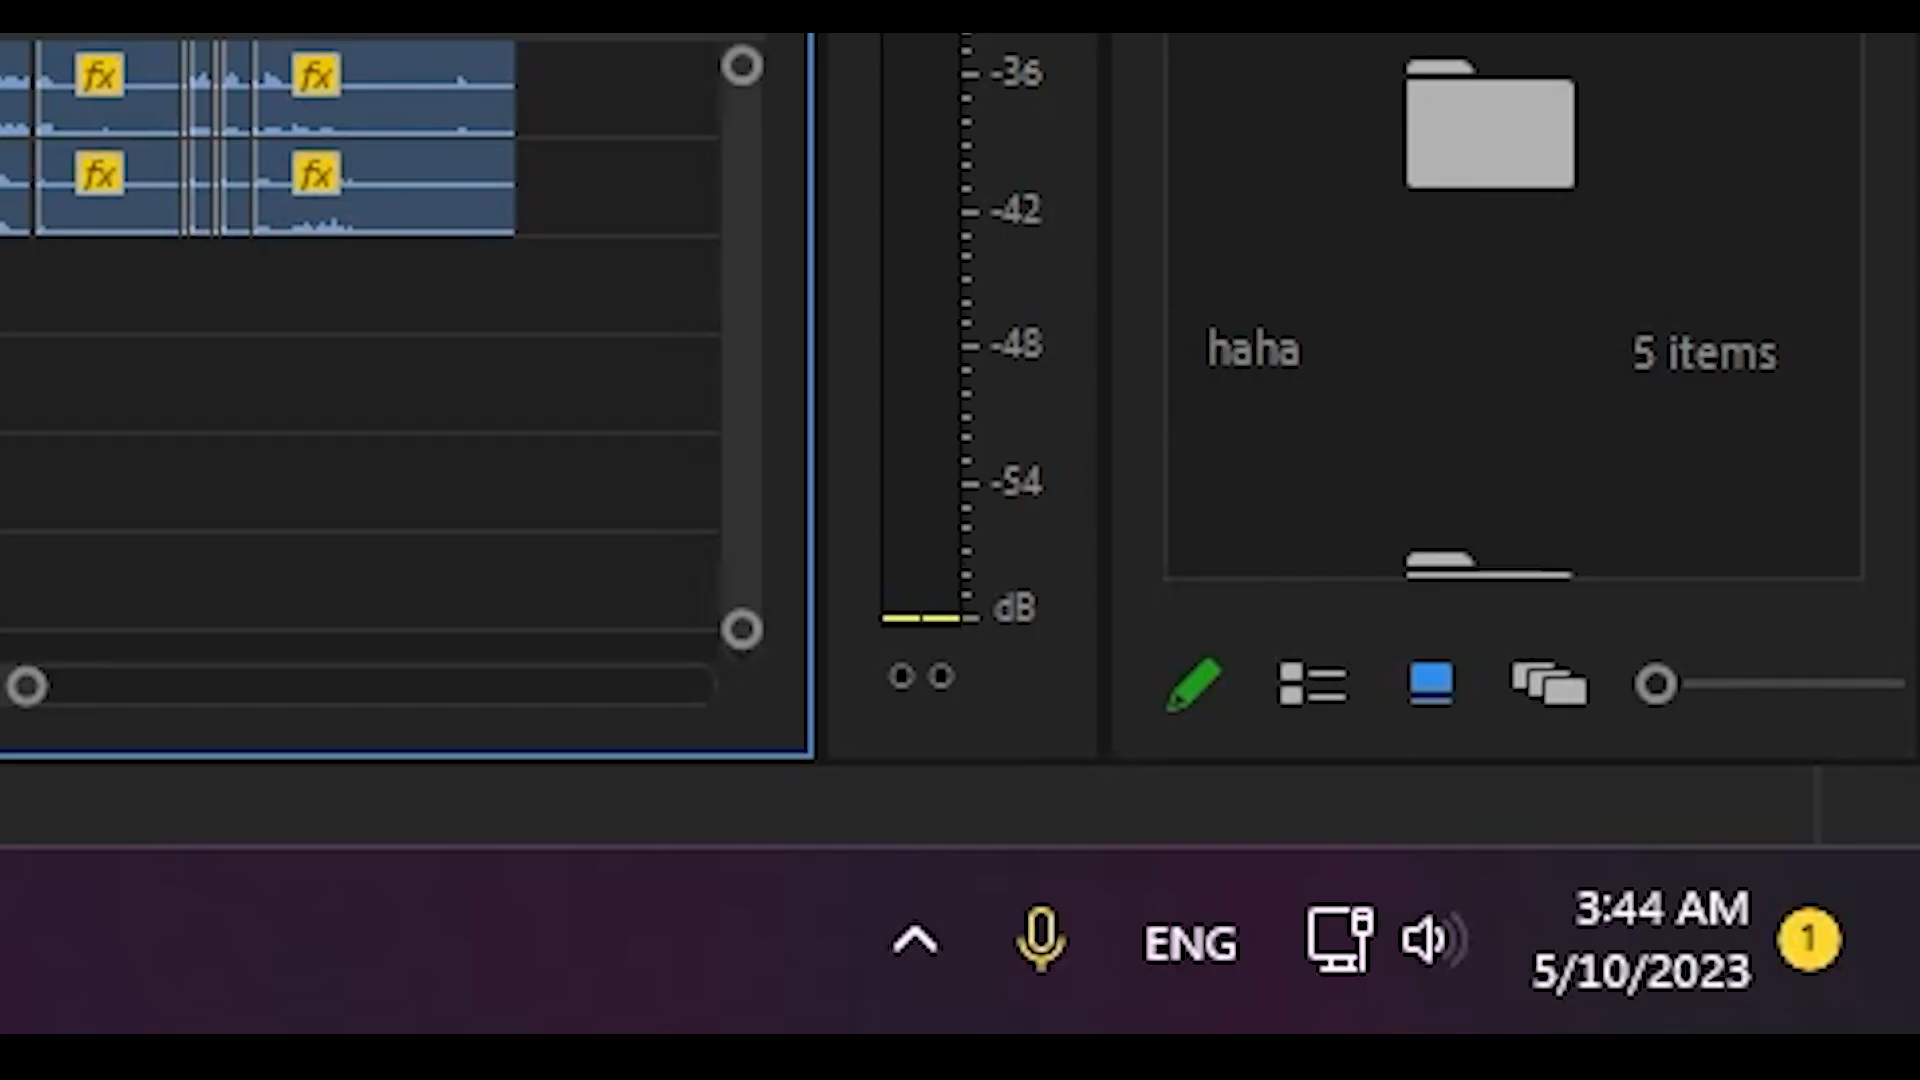 fx fx
fx fx
-36
-42
-48
-54
dB
haha 5 items
ENG
3:44 AM
5/10/2023
1